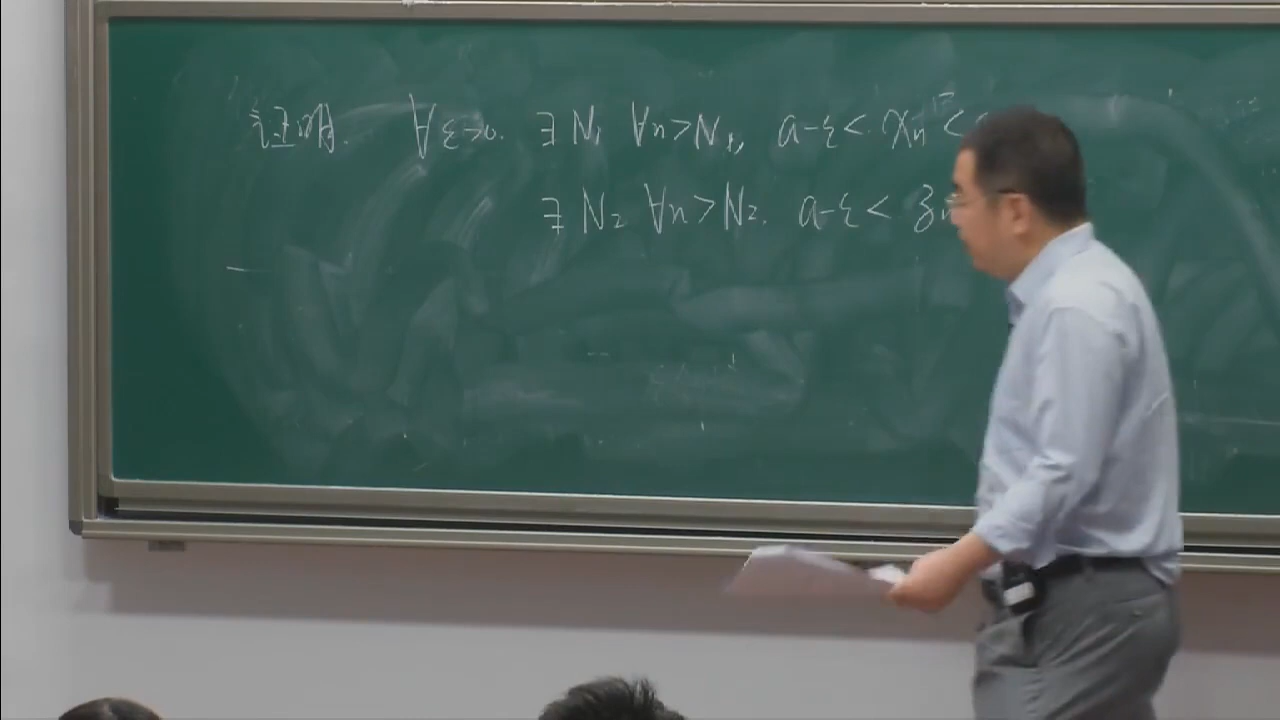 证明. ∀ε>0. ∃ N₁ ∀n>N₁, a-ε< xₙ <
∃ N₂ ∀n>N₂. a-ε<